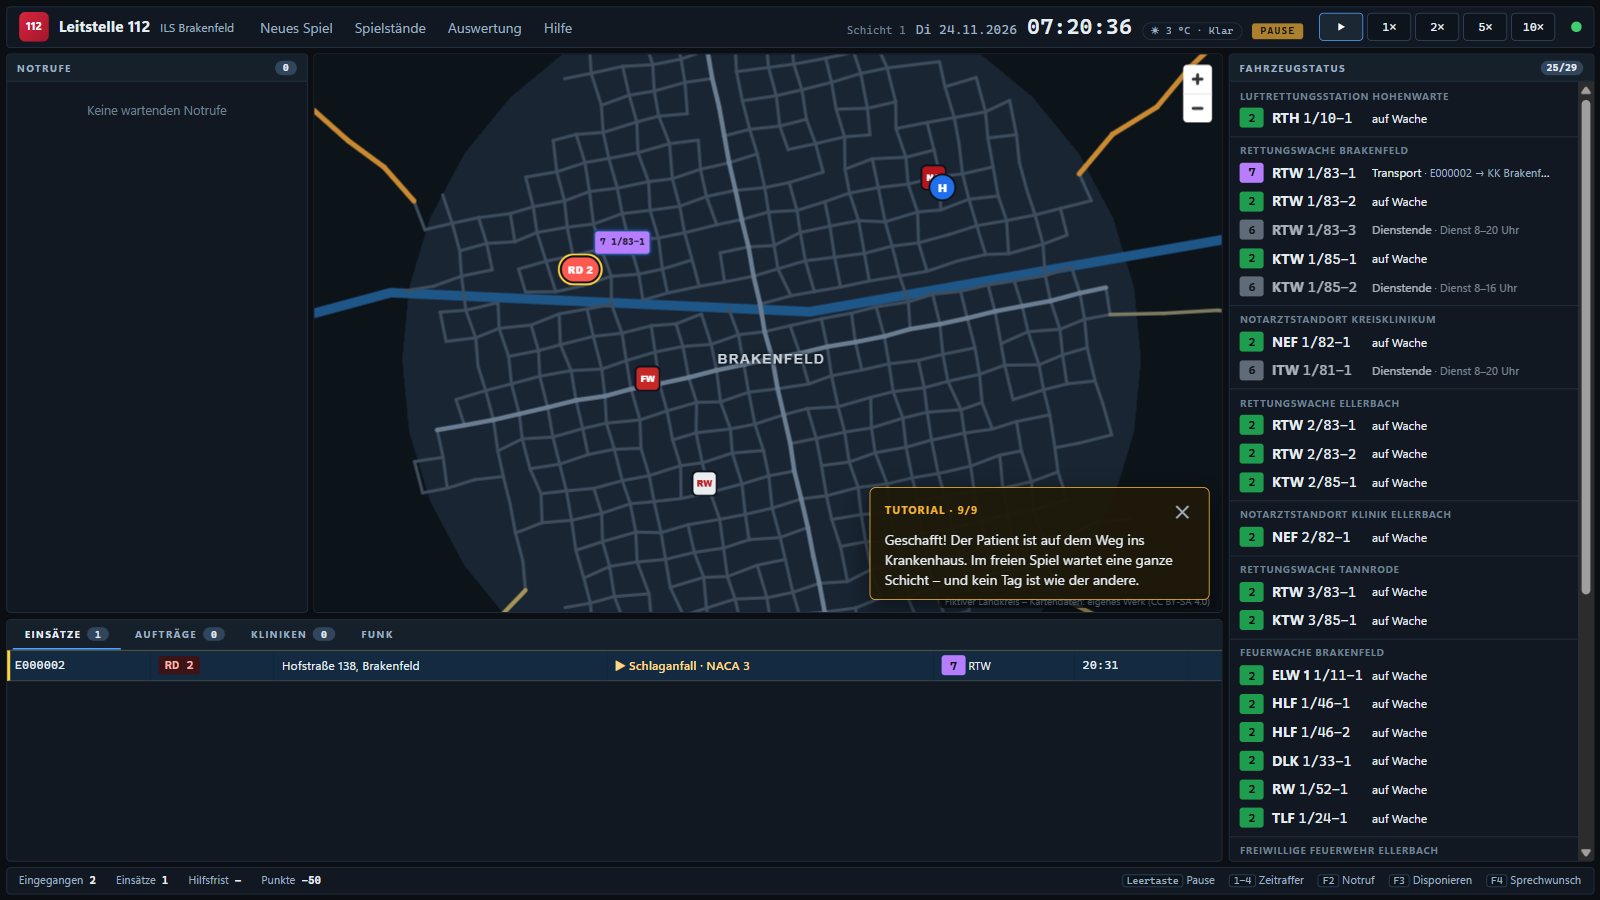 112 Leitstelle 112 ILS Brakenfeld Neues Spiel Spielstände Auswertung Hilfe Schicht 1 Di 24.11.2026 07:20:36 ☀ 3 °C · Klar PAUSE ▶ 1× 2× 5× 10×
NOTRUFE 0
Keine wartenden Notrufe
+
−
H
7 1/83–1
RD 2
BRAKENFELD
FW
RW
TUTORIAL · 9/9
Geschafft! Der Patient ist auf dem Weg ins
Krankenhaus. Im freien Spiel wartet eine ganze
Schicht – und kein Tag ist wie der andere.
Fiktiver Landkreis – Kartendaten: eigenes Werk (CC BY-SA 4.0)
FAHRZEUGSTATUS 25/29
LUFTRETTUNGSSTATION HOHENWARTE
2 RTH 1/10–1 auf Wache
RETTUNGSWACHE BRAKENFELD
7 RTW 1/83–1 Transport · E000002 → KK Brakenf...
2 RTW 1/83–2 auf Wache
6 RTW 1/83–3 Dienstende · Dienst 8–20 Uhr
2 KTW 1/85–1 auf Wache
6 KTW 1/85–2 Dienstende · Dienst 8–16 Uhr
NOTARZTSTANDORT KREISKLINIKUM
2 NEF 1/82–1 auf Wache
6 ITW 1/81–1 Dienstende · Dienst 8–20 Uhr
RETTUNGSWACHE ELLERBACH
2 RTW 2/83–1 auf Wache
2 RTW 2/83–2 auf Wache
2 KTW 2/85–1 auf Wache
NOTARZTSTANDORT KLINIK ELLERBACH
2 NEF 2/82–1 auf Wache
RETTUNGSWACHE TANNRODE
2 RTW 3/83–1 auf Wache
2 KTW 3/85–1 auf Wache
FEUERWACHE BRAKENFELD
2 ELW 1 1/11–1 auf Wache
2 HLF 1/46–1 auf Wache
2 HLF 1/46–2 auf Wache
2 DLK 1/33–1 auf Wache
2 RW 1/52–1 auf Wache
2 TLF 1/24–1 auf Wache
FREIWILLIGE FEUERWEHR ELLERBACH
EINSÄTZE 1 AUFTRÄGE 0 KLINIKEN 0 FUNK
E000002 RD 2 Hofstraße 138, Brakenfeld ▶ Schlaganfall · NACA 3 7 RTW 20:31
Eingegangen 2 Einsätze 1 Hilfsfrist – Punkte −50 Leertaste Pause 1–4 Zeitraffer F2 Notruf F3 Disponieren F4 Sprechwunsch